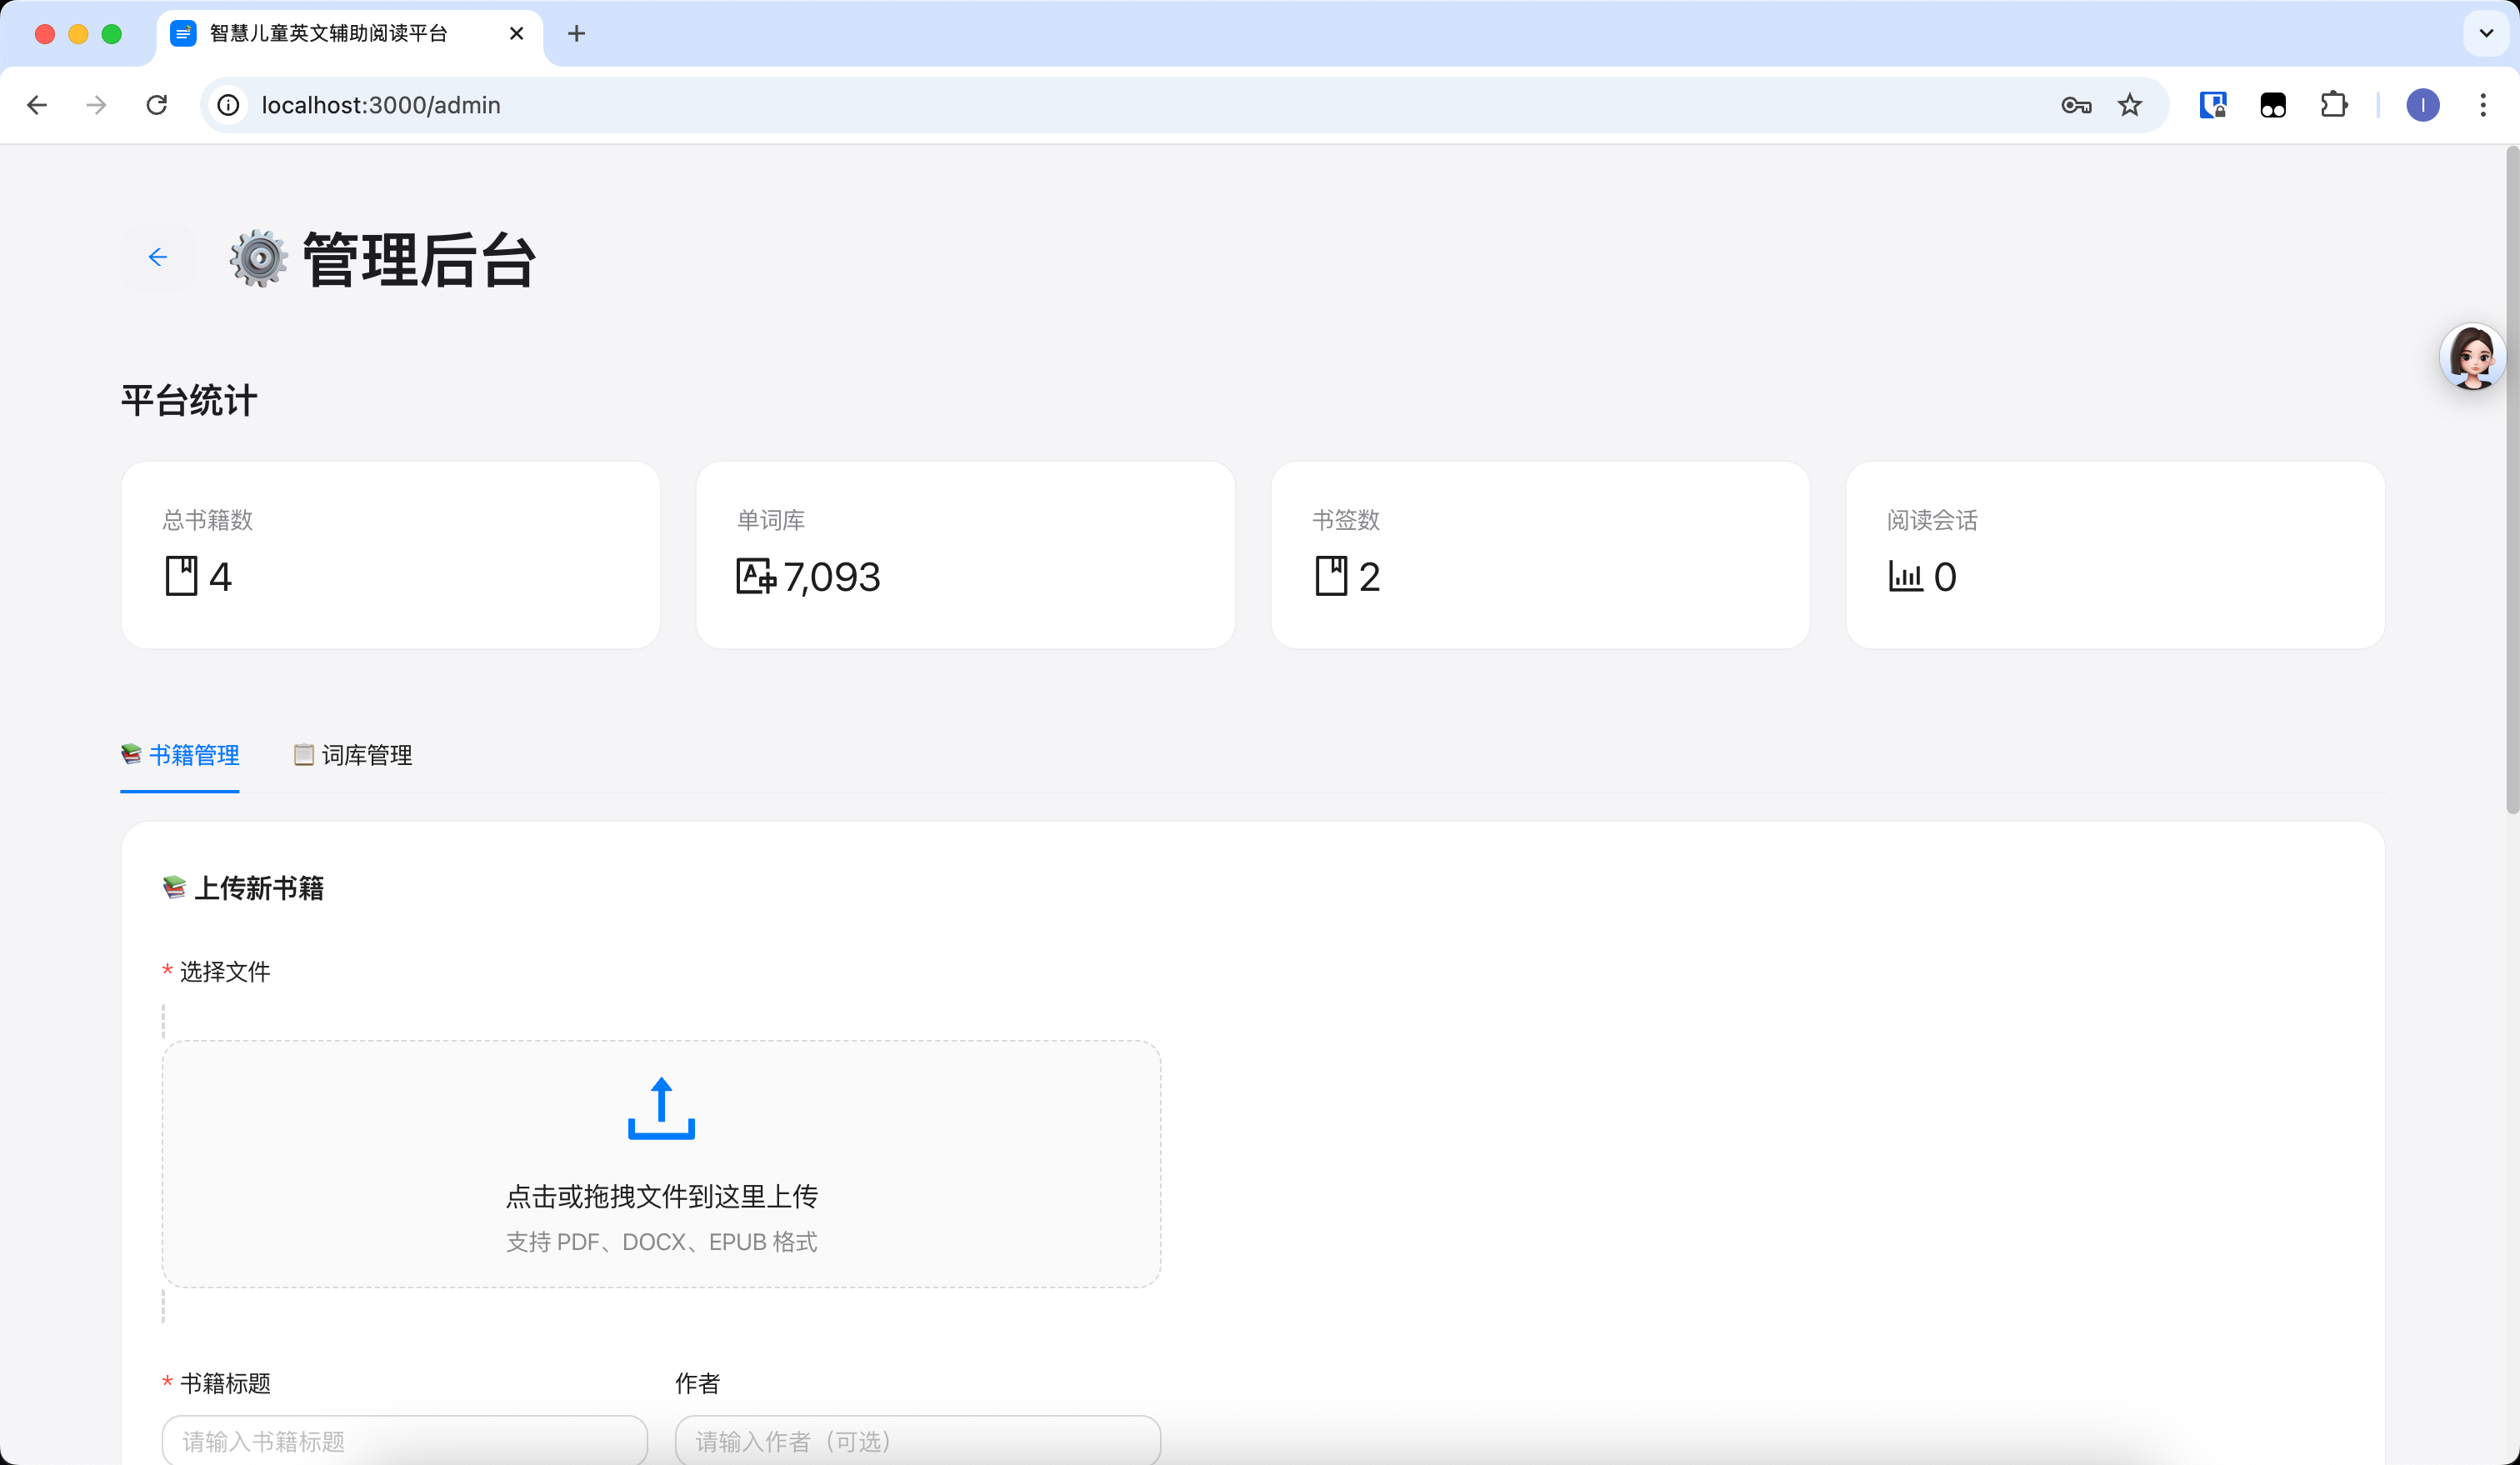 智慧儿童英文辅助阅读平台
localhost:3000/admin
I
管理后台
平台统计
总书籍数
4
单词库
7,093
书签数
2
阅读会话
0
书籍管理
词库管理
上传新书籍
* 选择文件
点击或拖拽文件到这里上传
支持 PDF、DOCX、EPUB 格式
* 书籍标题
作者
请输入书籍标题
请输入作者（可选）